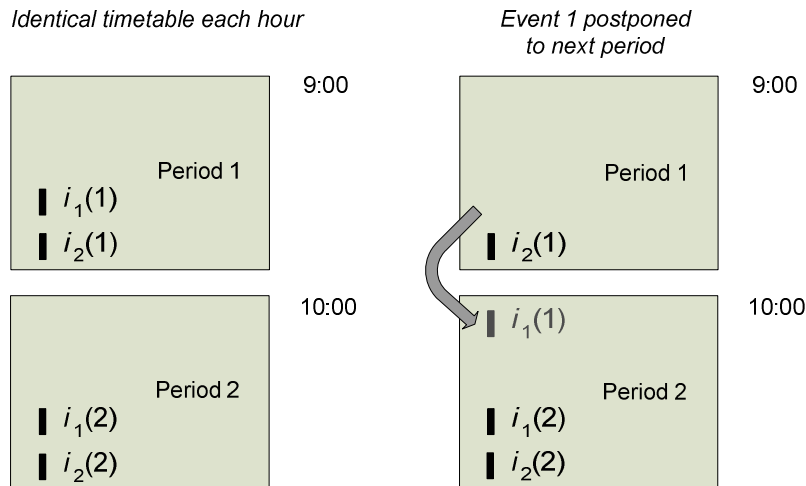 Identical timetable each hour
9:00
Period 1
i1(1)
i2(1)
10:00
Period 2
i1(2)
i2(2)
Event 1 postponed
to next period
9:00
Period 1
i2(1)
10:00
i1(1)
Period 2
i1(2)
i2(2)